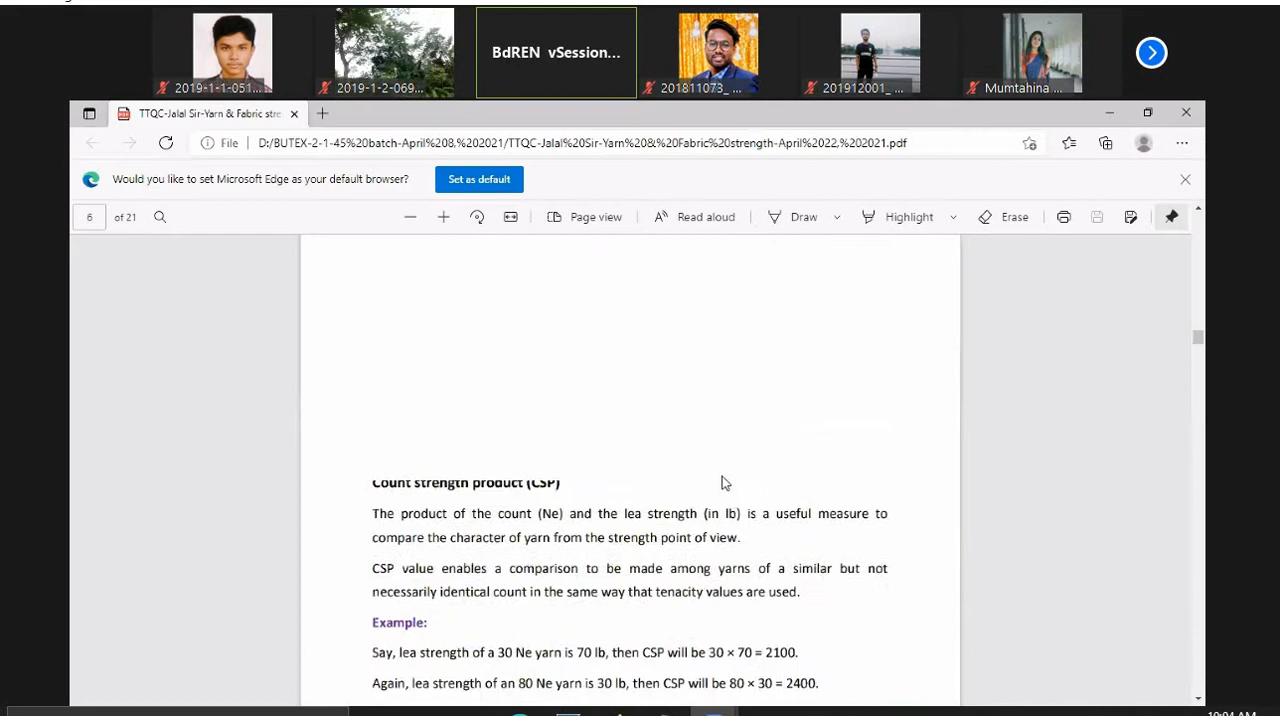 2019-1-1-051...
2019-1-2-069...
BdREN vSession...
201811073_ ...
201912001_ ...
Mumtahina ...
TTQC-Jalal Sir-Yarn & Fabric stre
File
D:/BUTEX-2-1-45%20batch-April%208,%202021/TTQC-Jalal%20Sir-Yarn%20&%20Fabric%20strength-April%2022,%202021.pdf
Would you like to set Microsoft Edge as your default browser?
Set as default
6 of 21
Page view
Read aloud
Draw
Highlight
Erase
Count strength product (CSP)
The product of the count (Ne) and the lea strength (in lb) is a useful measure to
compare the character of yarn from the strength point of view.
CSP value enables a comparison to be made among yarns of a similar but not
necessarily identical count in the same way that tenacity values are used.
Example:
Say, lea strength of a 30 Ne yarn is 70 lb, then CSP will be 30 × 70 = 2100.
Again, lea strength of an 80 Ne yarn is 30 lb, then CSP will be 80 × 30 = 2400.
10:04 AM